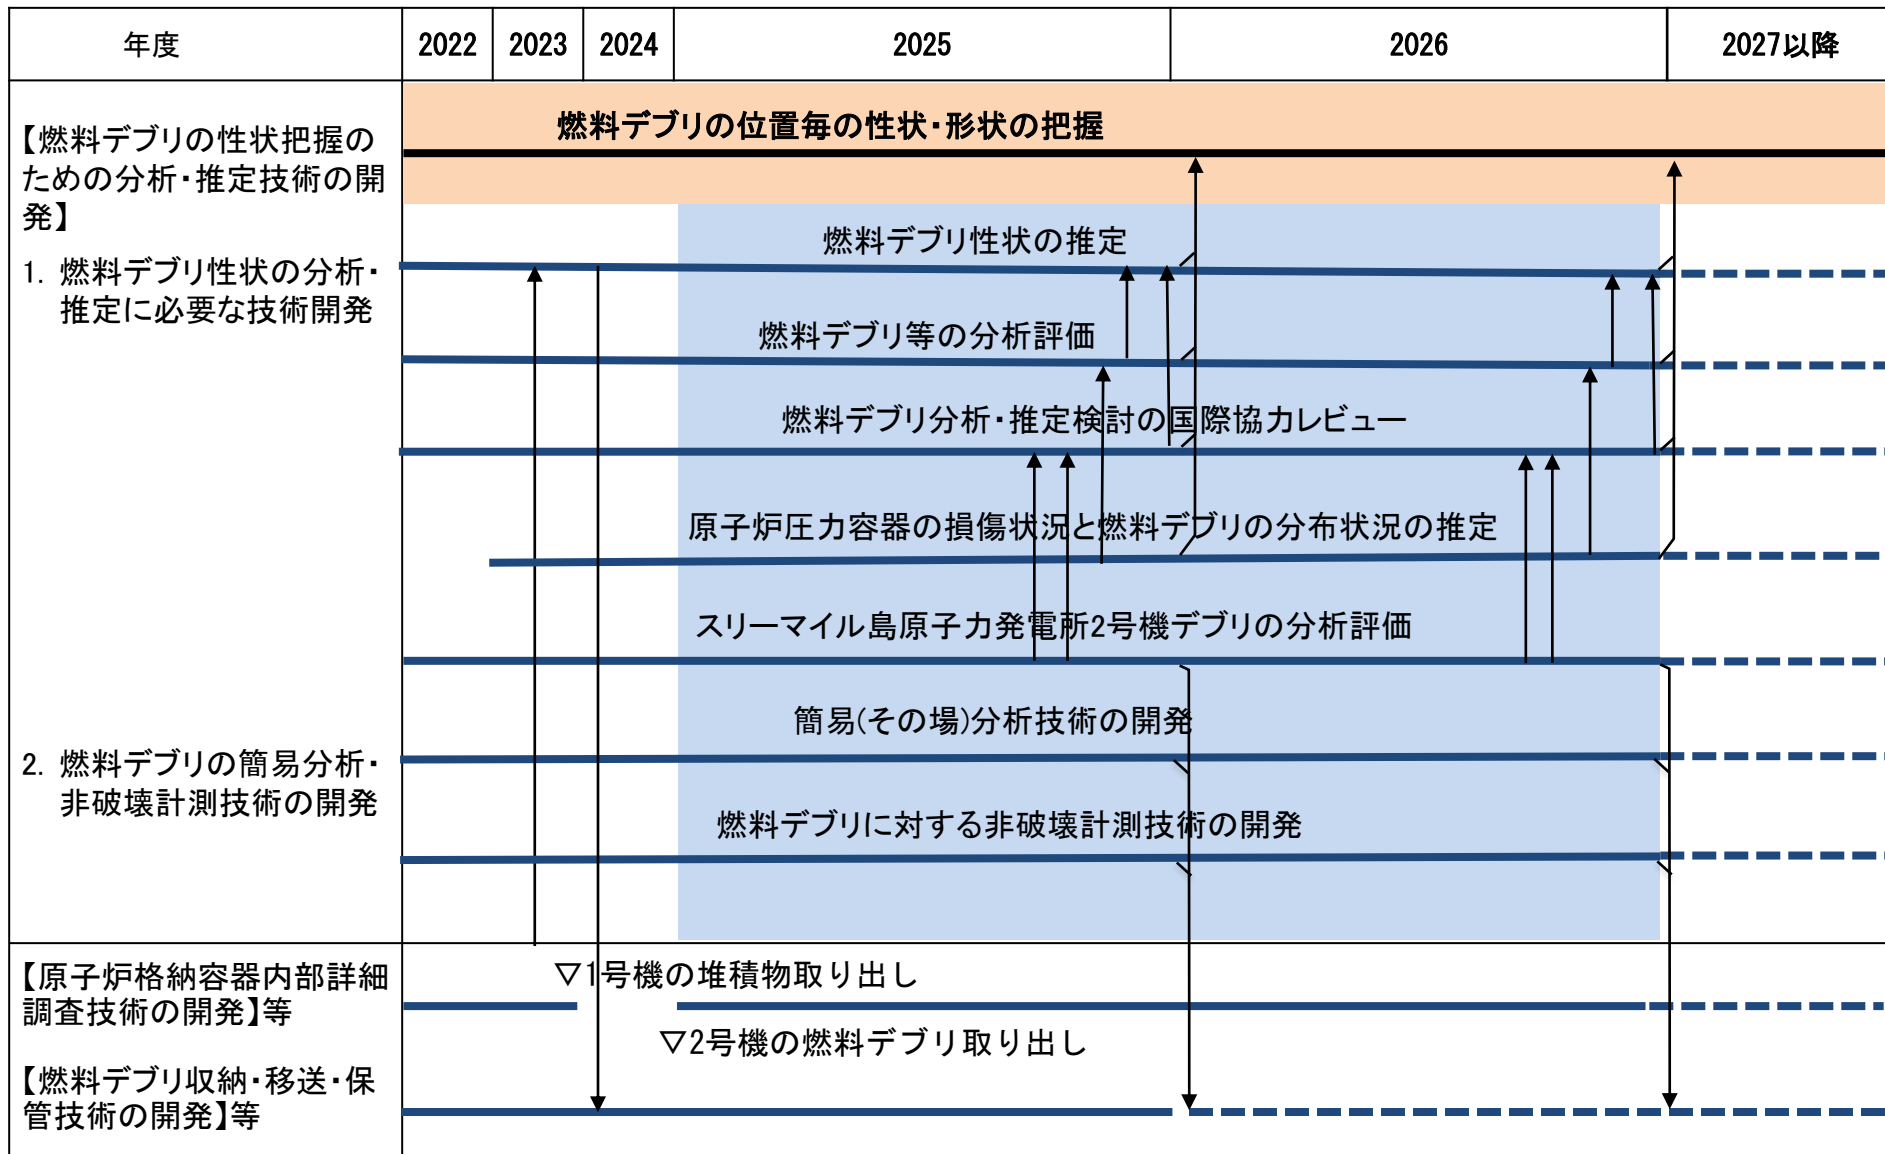 年度 2022 2023 2024 2025 2026 2027以降
燃料デブリの位置毎の性状・形状の把握
【燃料デブリの性状把握の
ための分析・推定技術の開
発】
燃料デブリ性状の推定
1. 燃料デブリ性状の分析・
推定に必要な技術開発
燃料デブリ等の分析評価
燃料デブリ分析・推定検討の国際協力レビュー
原子炉圧力容器の損傷状況と燃料デブリの分布状況の推定
スリーマイル島原子力発電所2号機デブリの分析評価
簡易(その場)分析技術の開発
2. 燃料デブリの簡易分析・
非破壊計測技術の開発
燃料デブリに対する非破壊計測技術の開発
【原子炉格納容器内部詳細
調査技術の開発】等
▽1号機の堆積物取り出し
▽2号機の燃料デブリ取り出し
【燃料デブリ収納・移送・保
管技術の開発】等